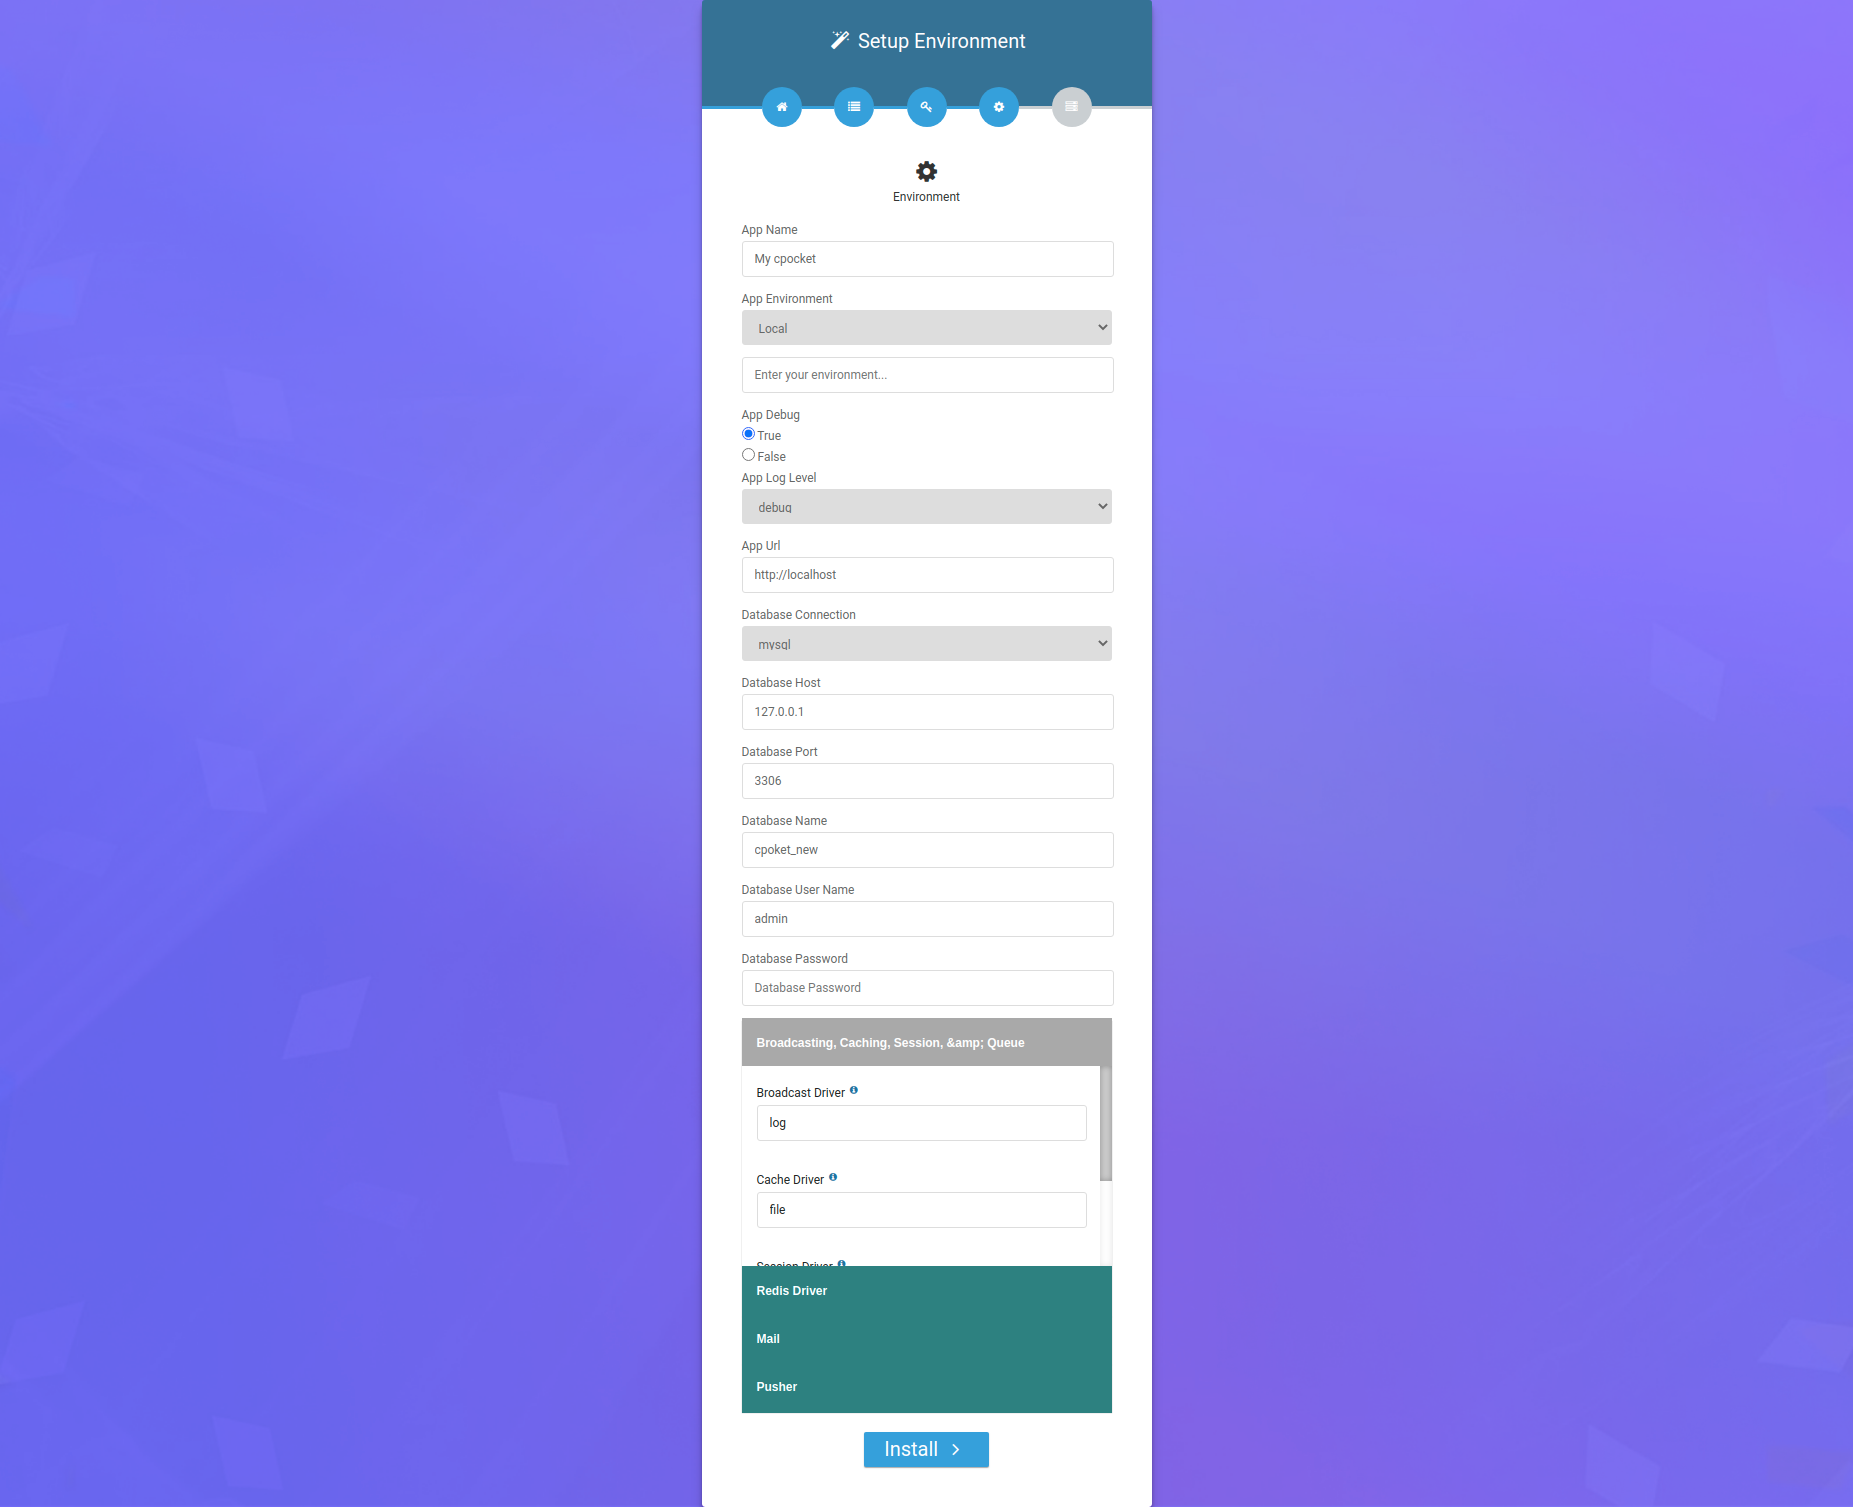 Setup Environment
Environment
App Name
My cpocket
App Environment
Local
Enter your environment...
App Debug
True
False
App Log Level
debug
App Url
http://localhost
Database Connection
mysql
Database Host
127.0.0.1
Database Port
3306
Database Name
cpoket_new
Database User Name
admin
Database Password
Database Password
Broadcasting, Caching, Session, &amp; Queue
Broadcast Driver
log
Cache Driver
file
Session Driver
Redis Driver
Mail
Pusher
Install